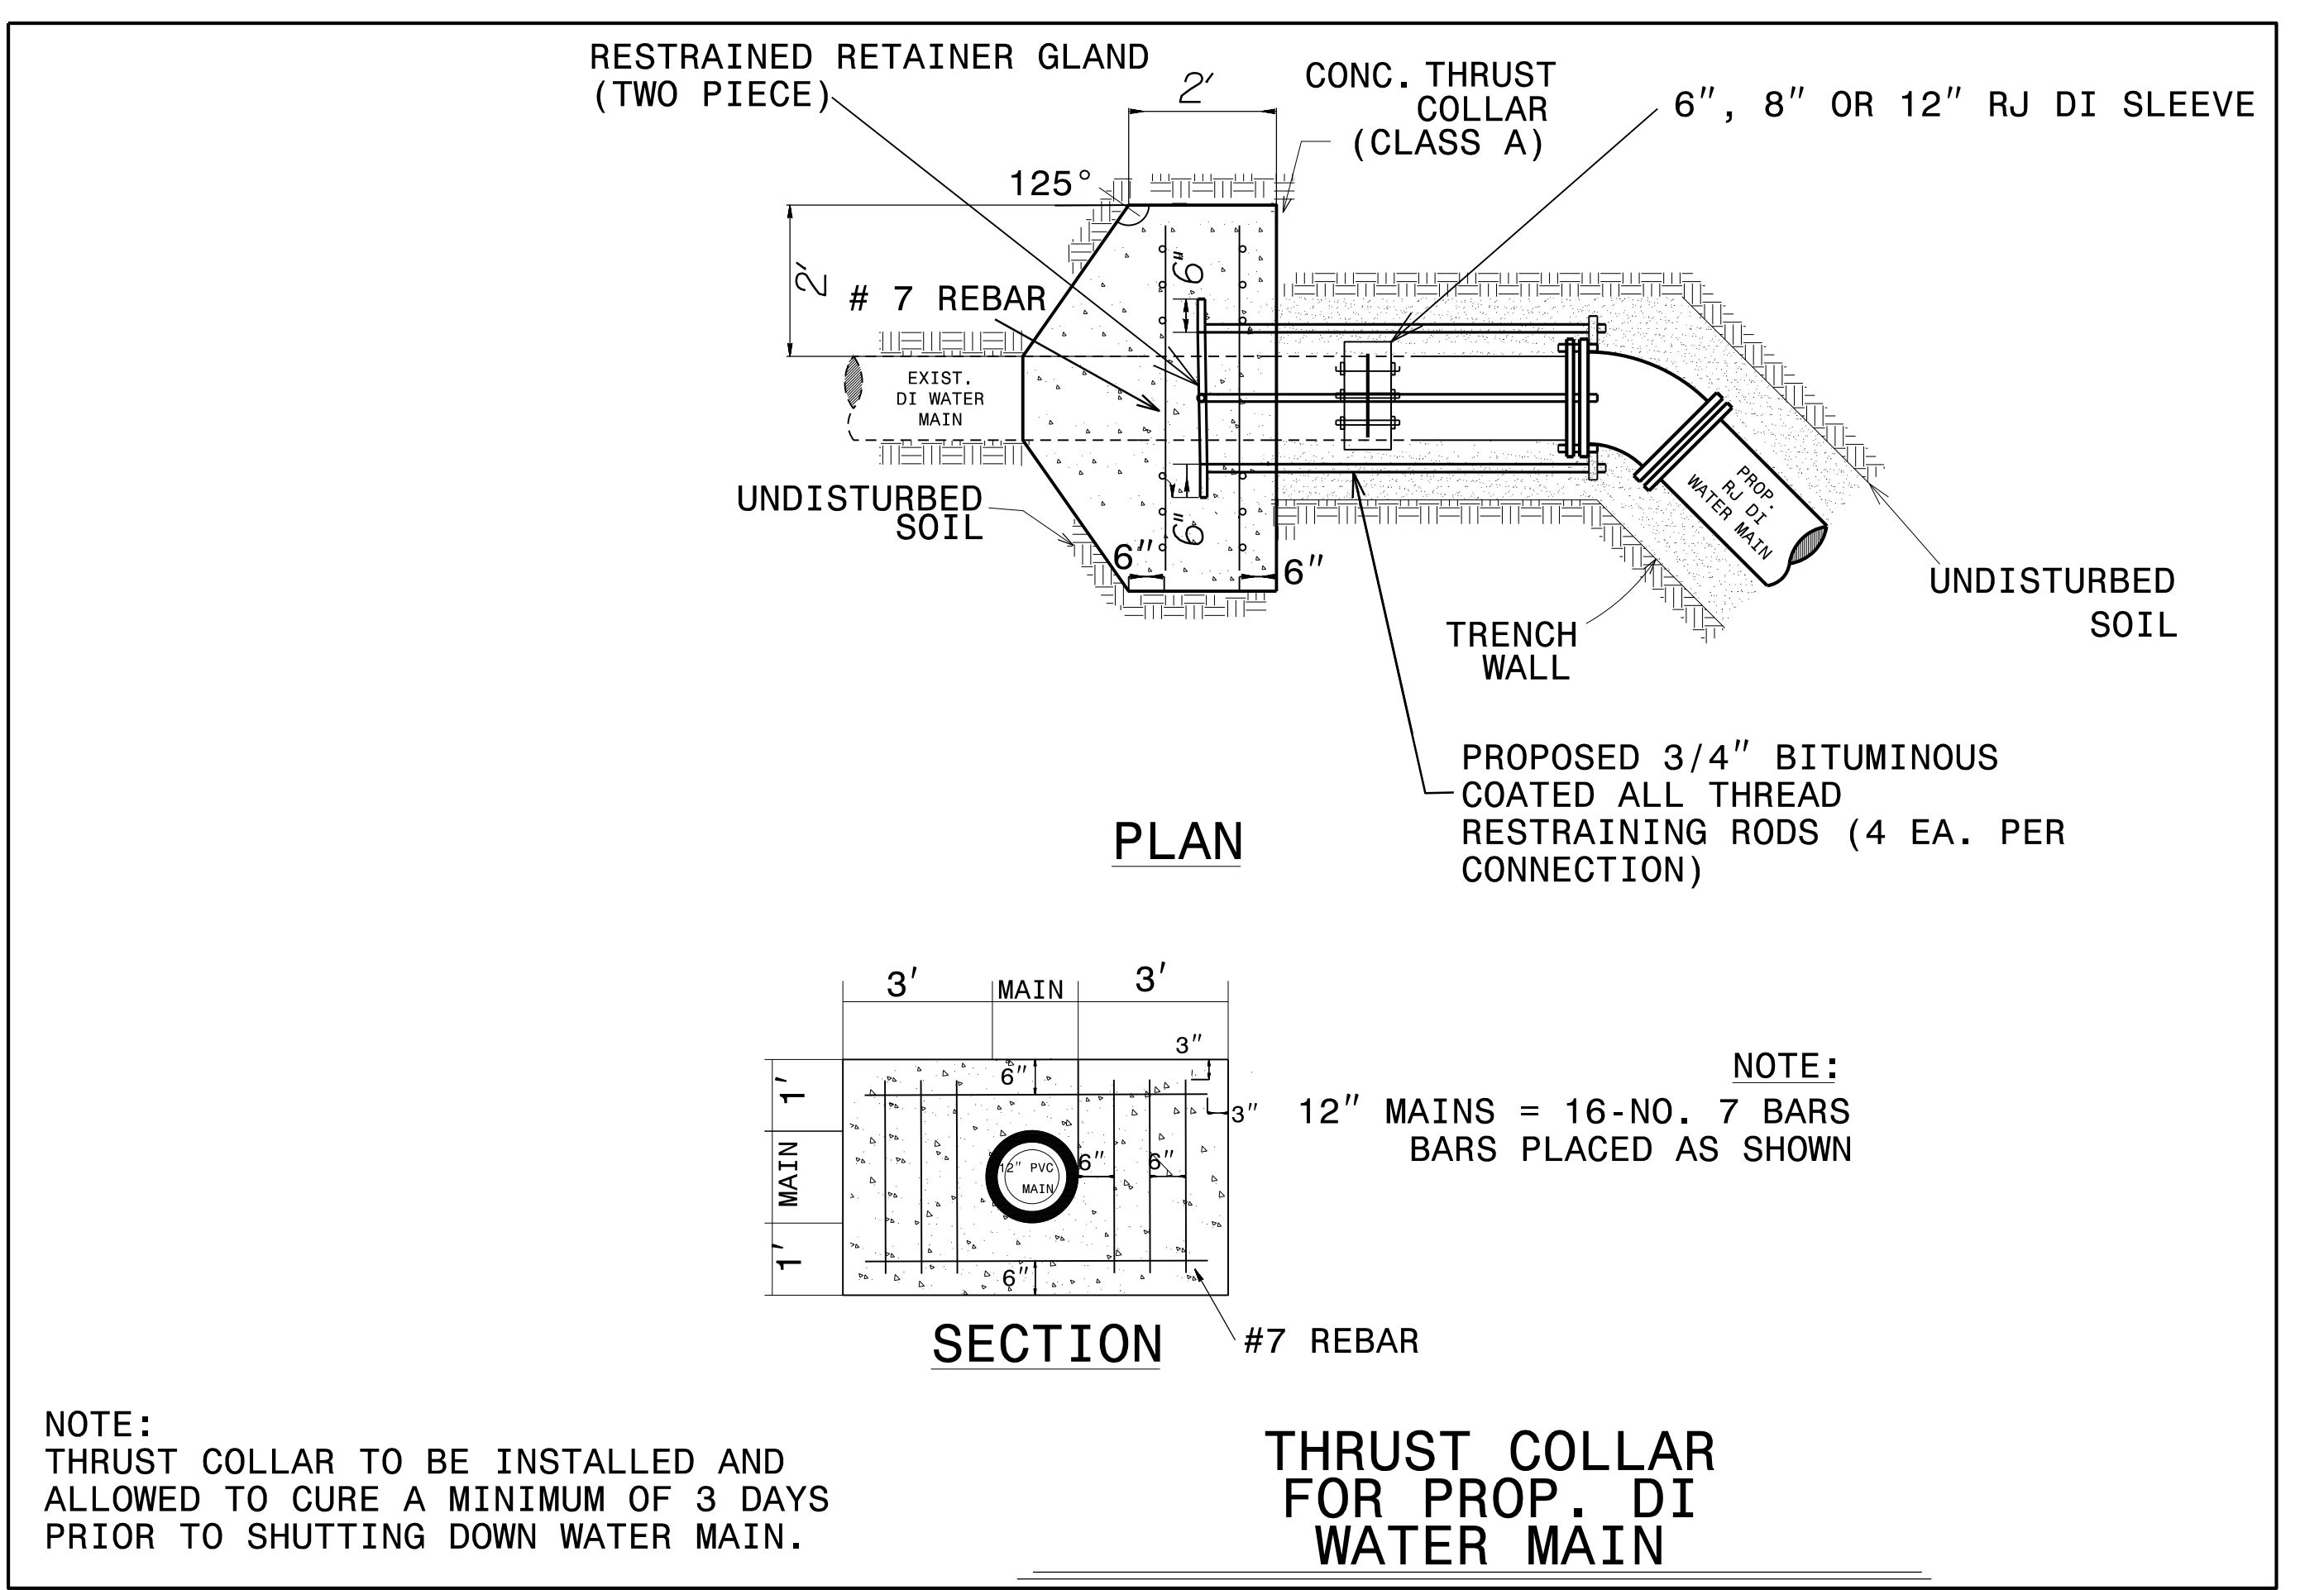 RESTRAINED RETAINER GLAND
(TWO PIECE)
2'
CONC. THRUST
COLLAR
(CLASS A)
6", 8" OR 12" RJ DI SLEEVE
125°
2'
# 7 REBAR
6"
EXIST.
DI WATER
MAIN
UNDISTURBED
SOIL
6"
6"
6"
PROP.
RJ DI
WATER MAIN
UNDISTURBED
SOIL
TRENCH
WALL
PROPOSED 3/4" BITUMINOUS
COATED ALL THREAD
RESTRAINING RODS (4 EA. PER
CONNECTION)
PLAN
3'
MAIN
3'
3"
6"
3"
1'
MAIN
1'
12" PVC
MAIN
6"
6"
6"
#7 REBAR
SECTION
NOTE:
12" MAINS = 16-NO. 7 BARS
BARS PLACED AS SHOWN
NOTE:
THRUST COLLAR TO BE INSTALLED AND
ALLOWED TO CURE A MINIMUM OF 3 DAYS
PRIOR TO SHUTTING DOWN WATER MAIN.
THRUST COLLAR
FOR PROP. DI
WATER MAIN